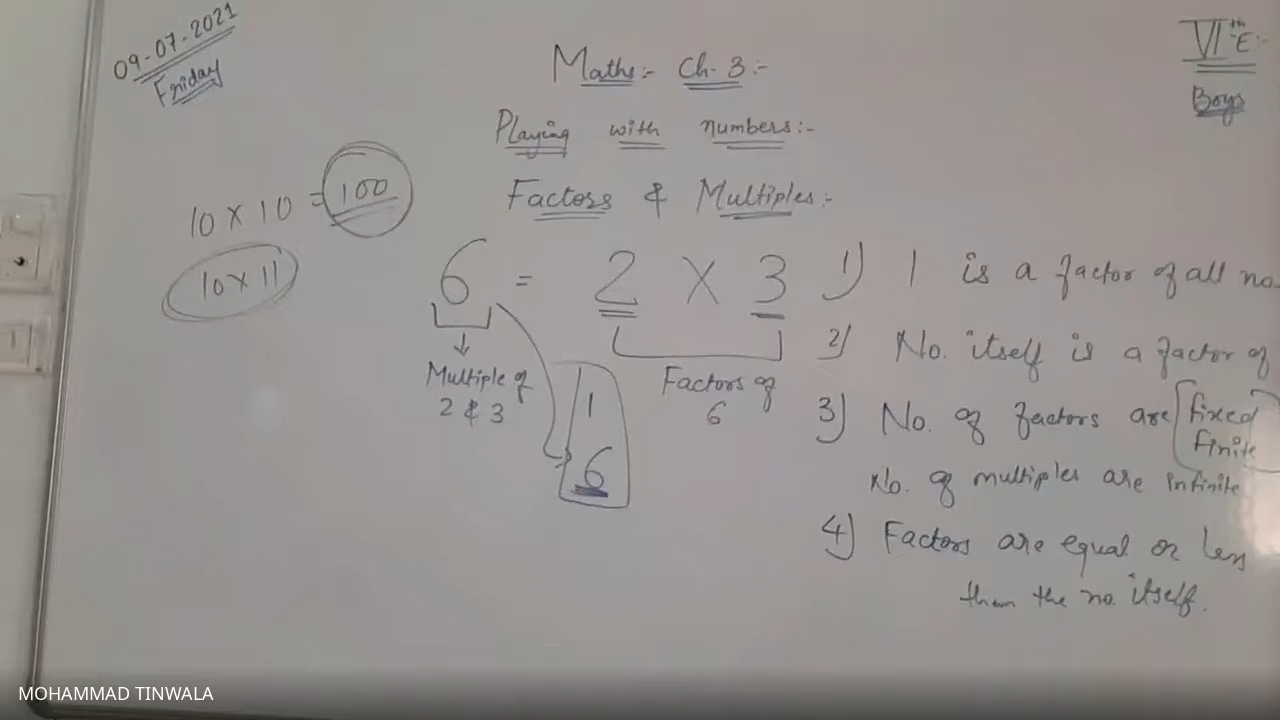 09-07-2021
Friday
VIth E:-
Boys
Maths:- Ch-3:-
Playing with numbers:-
Factors & Multiples:-
10 X 10 = 100
10 X 11
6 = 2 X 3
Multiple of
2 & 3
Factors of
6
1
6
1) 1 is a factor of all no.
2) No. itself is a factor of
3) No. of factors are fixed
finite
No. of multiples are infinite.
4) Factors are equal or less
than the no. itself.
MOHAMMAD TINWALA